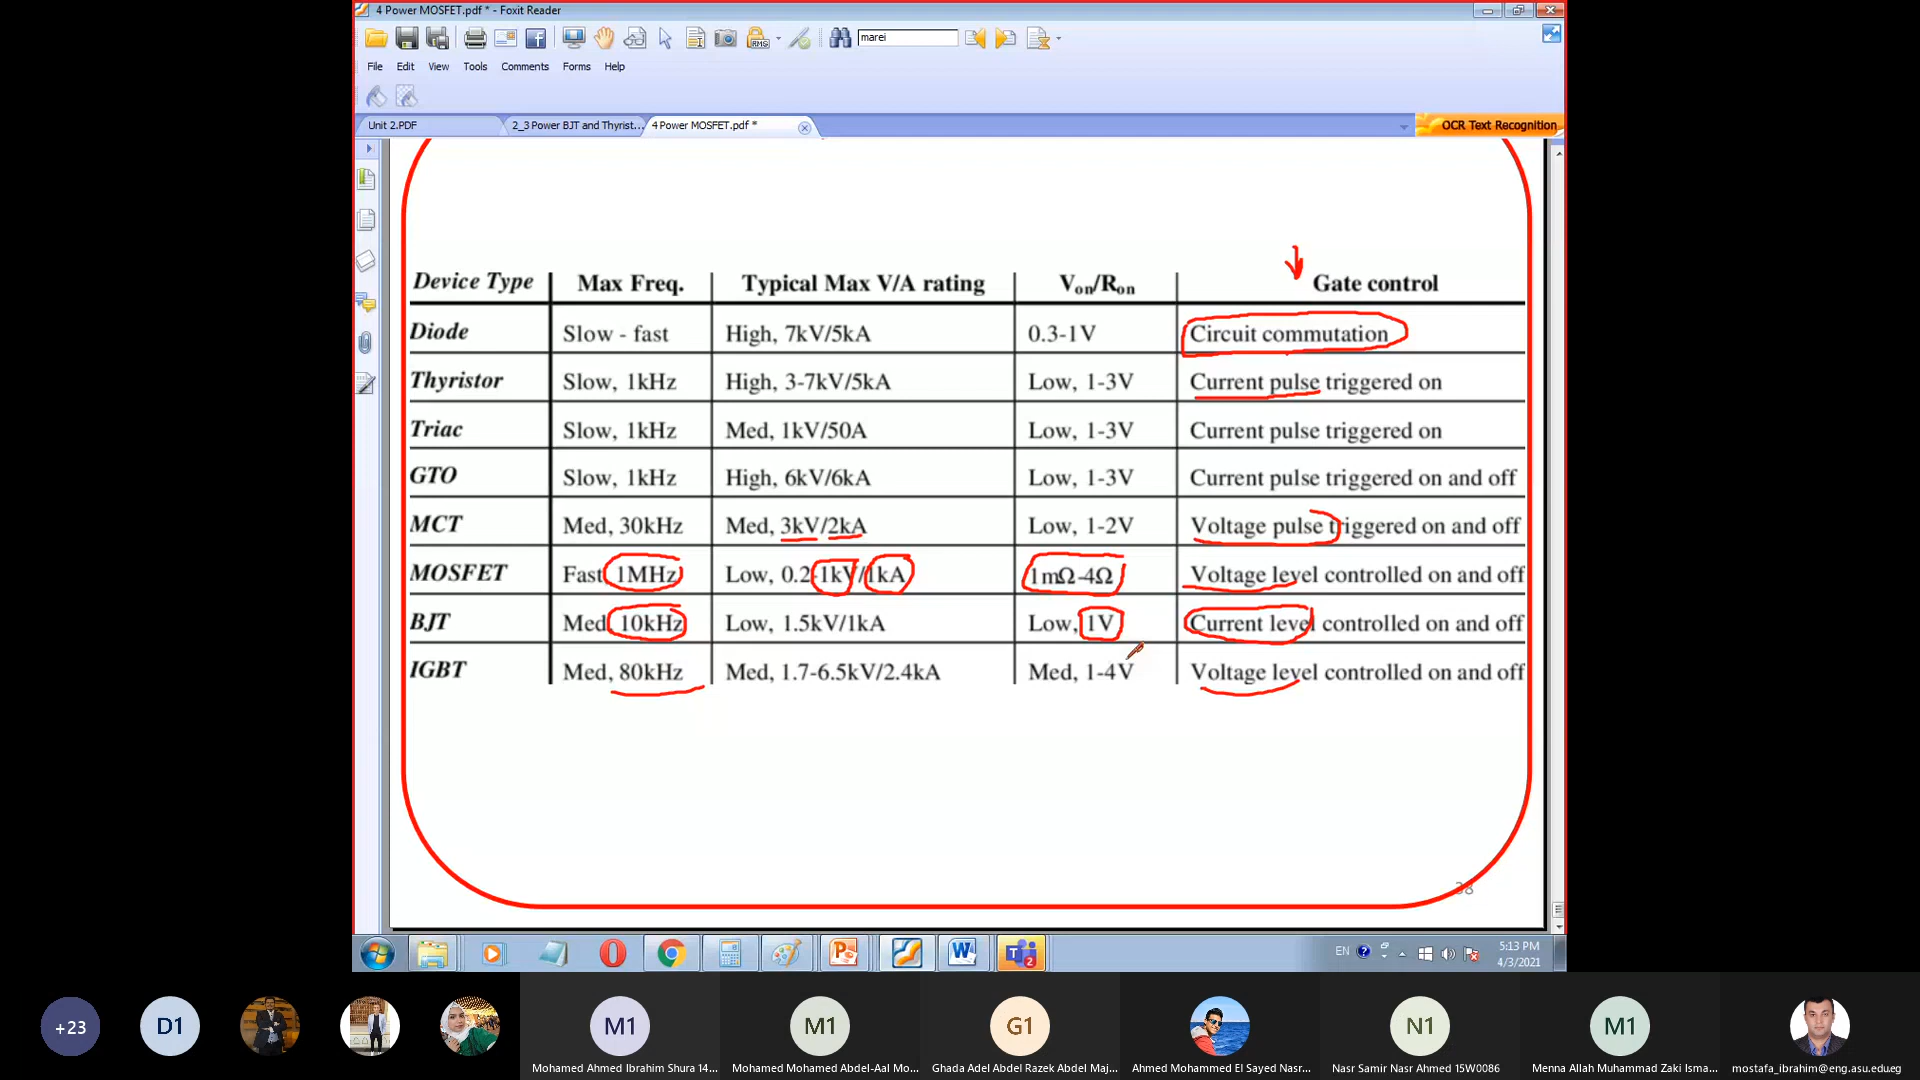 4 Power MOSFET.pdf * - Foxit Reader
marei
File Edit View Tools Comments Forms Help
Unit 2.PDF
2_3 Power BJT and Thyrist...
4 Power MOSFET.pdf *
OCR Text Recognition
Device Type Max Freq. Typical Max V/A rating Von/Ron Gate control
Diode Slow - fast High, 7kV/5kA 0.3-1V Circuit commutation
Thyristor Slow, 1kHz High, 3-7kV/5kA Low, 1-3V Current pulse triggered on
Triac Slow, 1kHz Med, 1kV/50A Low, 1-3V Current pulse triggered on
GTO Slow, 1kHz High, 6kV/6kA Low, 1-3V Current pulse triggered on and off
MCT Med, 30kHz Med, 3kV/2kA Low, 1-2V Voltage pulse triggered on and off
MOSFET Fast 1MHz Low, 0.2-1kV/1kA 1mΩ-4Ω Voltage level controlled on and off
BJT Med 10kHz Low, 1.5kV/1kA Low, 1V Current level controlled on and off
IGBT Med, 80kHz Med, 1.7-6.5kV/2.4kA Med, 1-4V Voltage level controlled on and off
38
EN
5:13 PM
4/3/2021
+23 D1 M1 M1 G1 N1 M1
Mohamed Ahmed Ibrahim Shura 14...
Mohamed Mohamed Abdel-Aal Mo...
Ghada Adel Abdel Razek Abdel Maj...
Ahmed Mohammed El Sayed Nasr...
Nasr Samir Nasr Ahmed 15W0086
Menna Allah Muhammad Zaki Isma...
mostafa_ibrahim@eng.asu.edu.eg